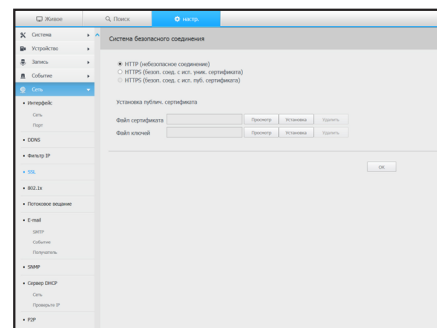 Живое
Поиск
настр.
Система
Устройство
Запись
Событие
Сеть
• Интерфейс
Сеть
Порт
• DDNS
• Фильтр IP
• SSL
• 802.1x
• Потоковое вещание
• E-mail
SMTP
Событие
Получатель
• SNMP
• Сервер DHCP
Сеть
Проверьте IP
• P2P
Система безопасного соединения
HTTP (небезопасное соединение)
HTTPS (безоп. соед. с исп. уник. сертификата)
HTTPS (безоп. соед. с исп. пуб. сертификата)
Установка публич. сертификата
Файл сертификата Просмотр Установка Удалить
Файл ключей Просмотр Установка Удалить
OK